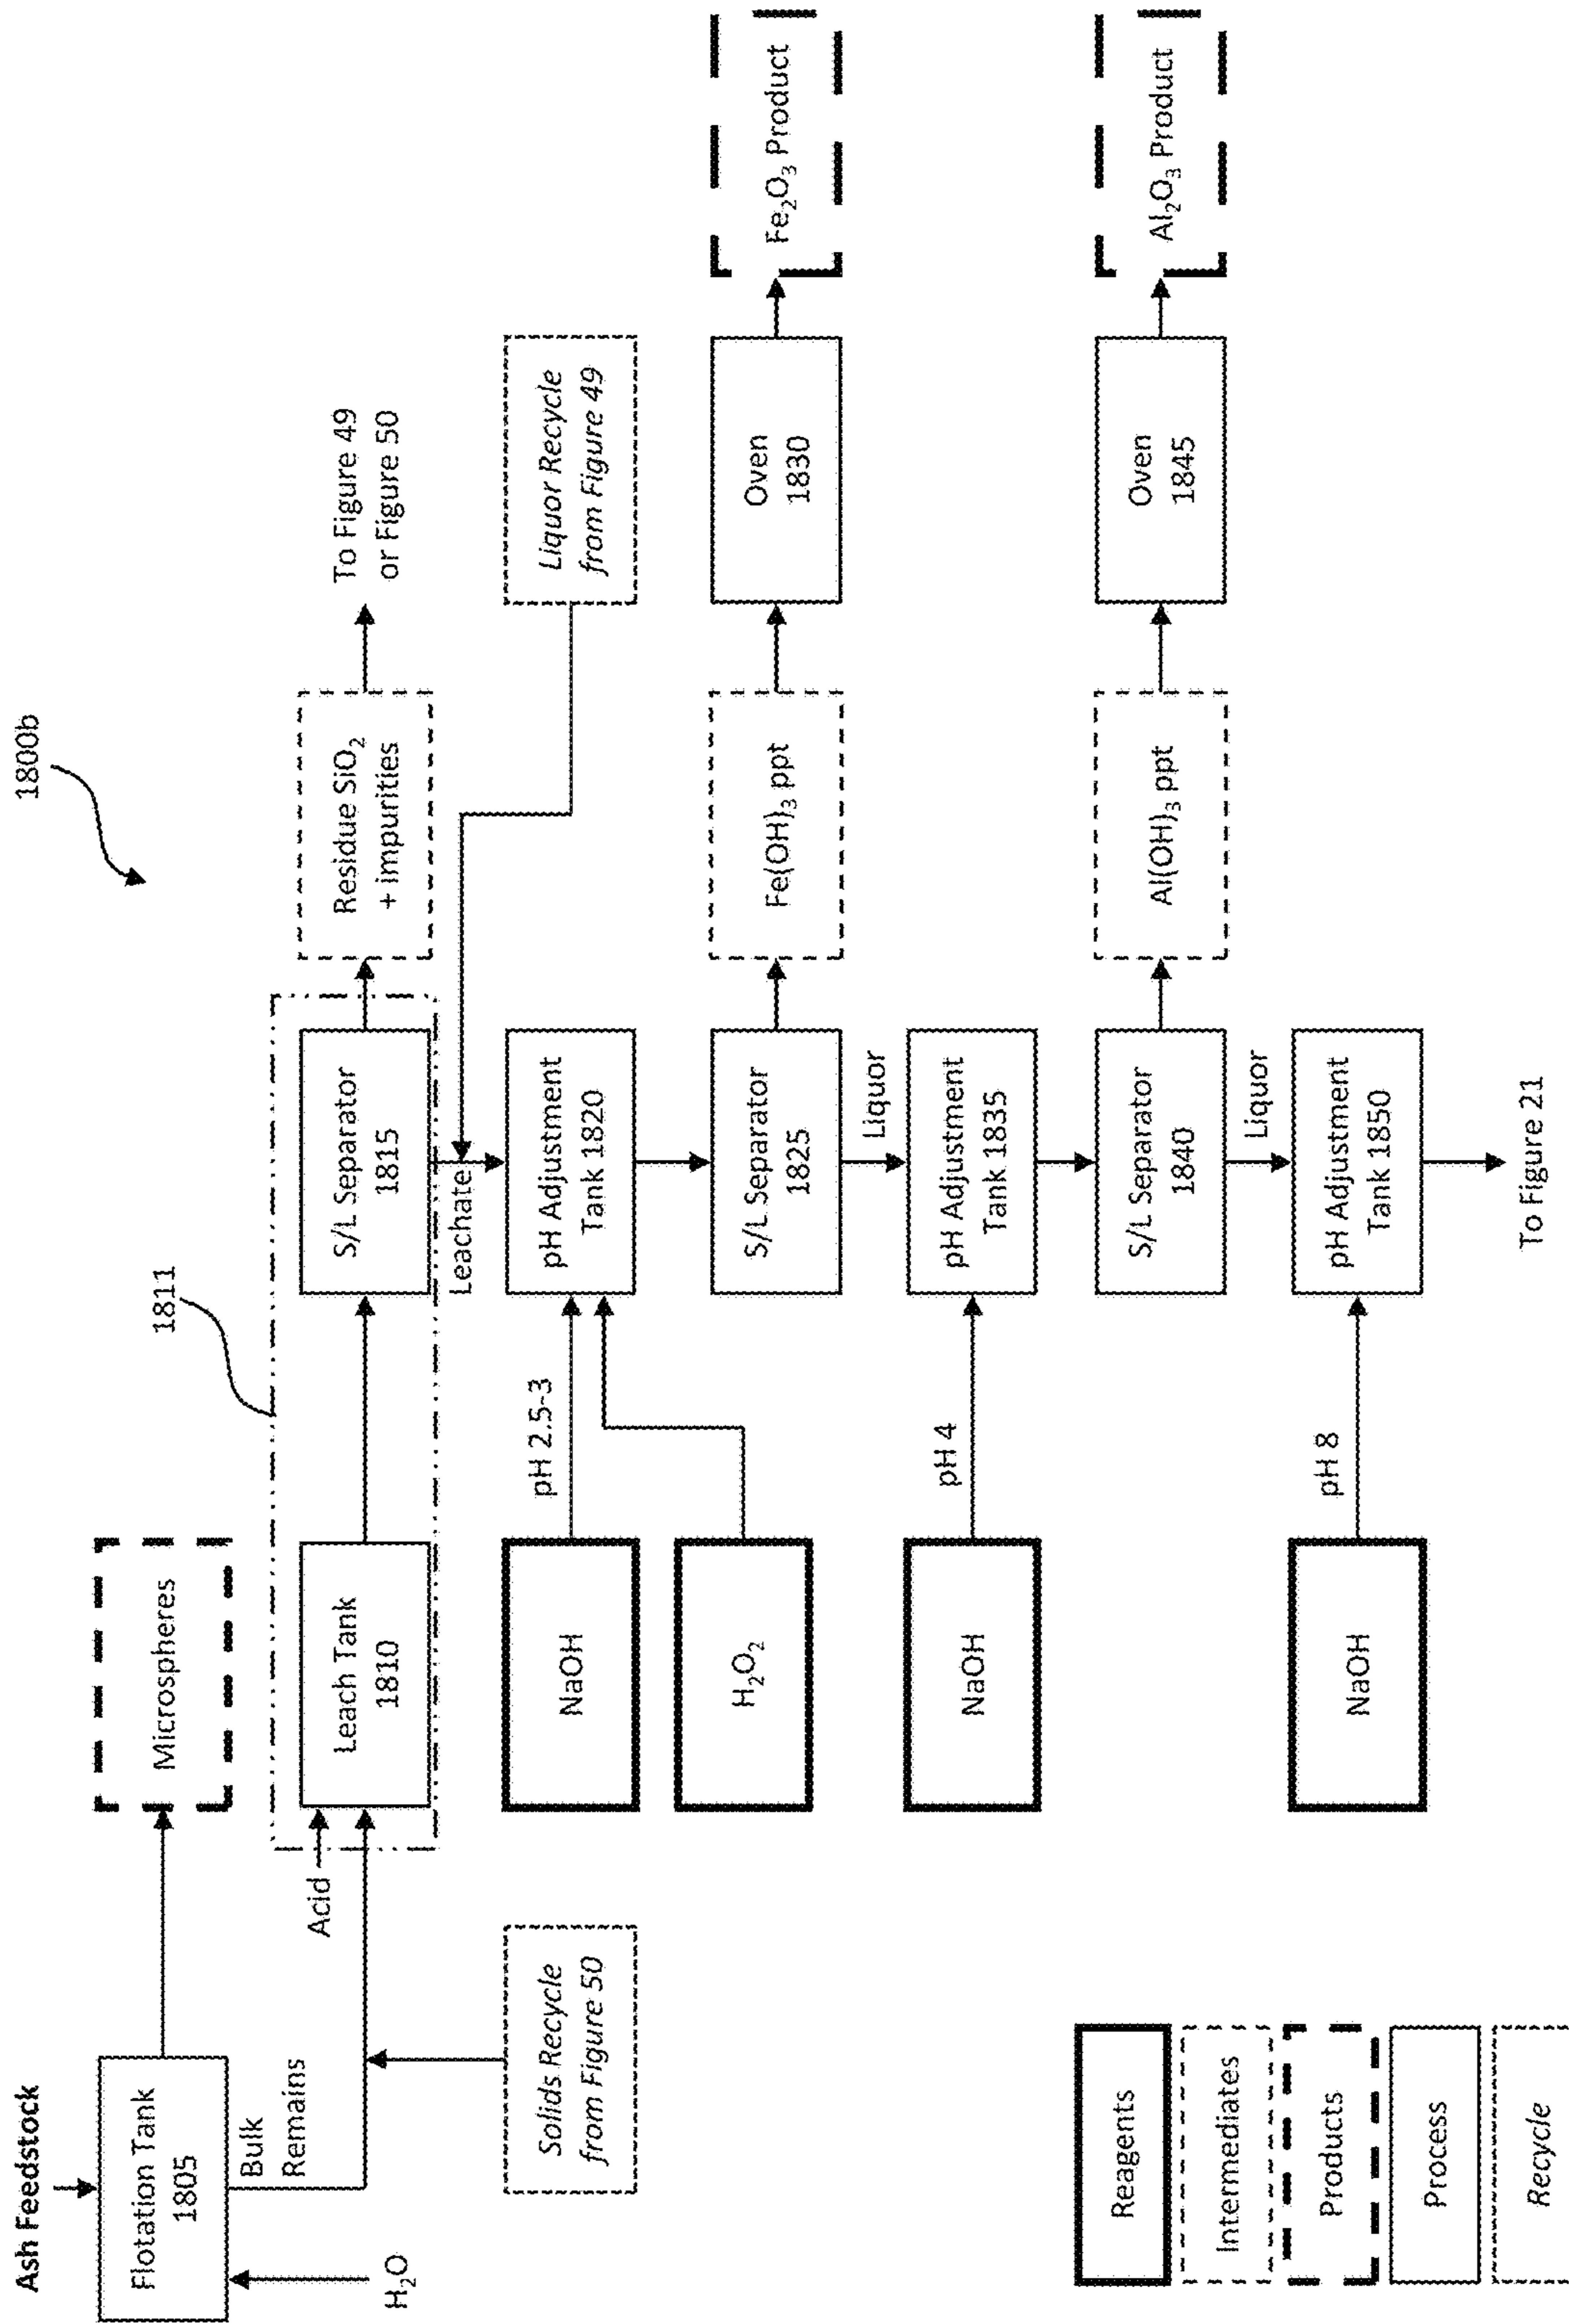 1800b
Ash Feedstock
Flotation Tank
1805
H₂O
Bulk
Remains
Microspheres
1811
Acid
Leach Tank
1810
S/L Separator
1815
Residue SiO₂
+ impurities
To Figure 49
or Figure 50
Solids Recycle
from Figure 50
Leachate
Liquor Recycle
from Figure 49
NaOH
pH 2.5-3
pH Adjustment
Tank 1820
H₂O₂
S/L Separator
1825
Fe(OH)₃ ppt
Oven
1830
Fe₂O₃ Product
Liquor
NaOH
pH 4
pH Adjustment
Tank 1835
S/L Separator
1840
Al(OH)₃ ppt
Oven
1845
Al₂O₃ Product
Liquor
NaOH
pH 8
pH Adjustment
Tank 1850
To Figure 21
Reagents
Intermediates
Products
Process
Recycle